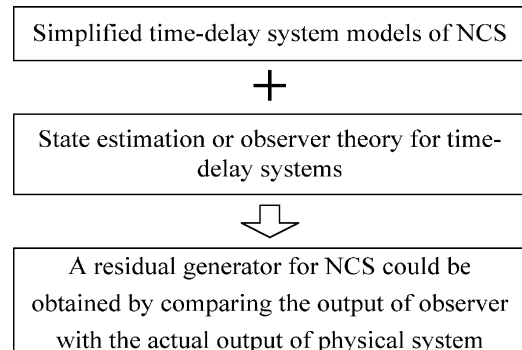 Simplified time-delay system models of NCS
+
State estimation or observer theory for time-
delay systems
A residual generator for NCS could be
obtained by comparing the output of observer
with the actual output of physical system